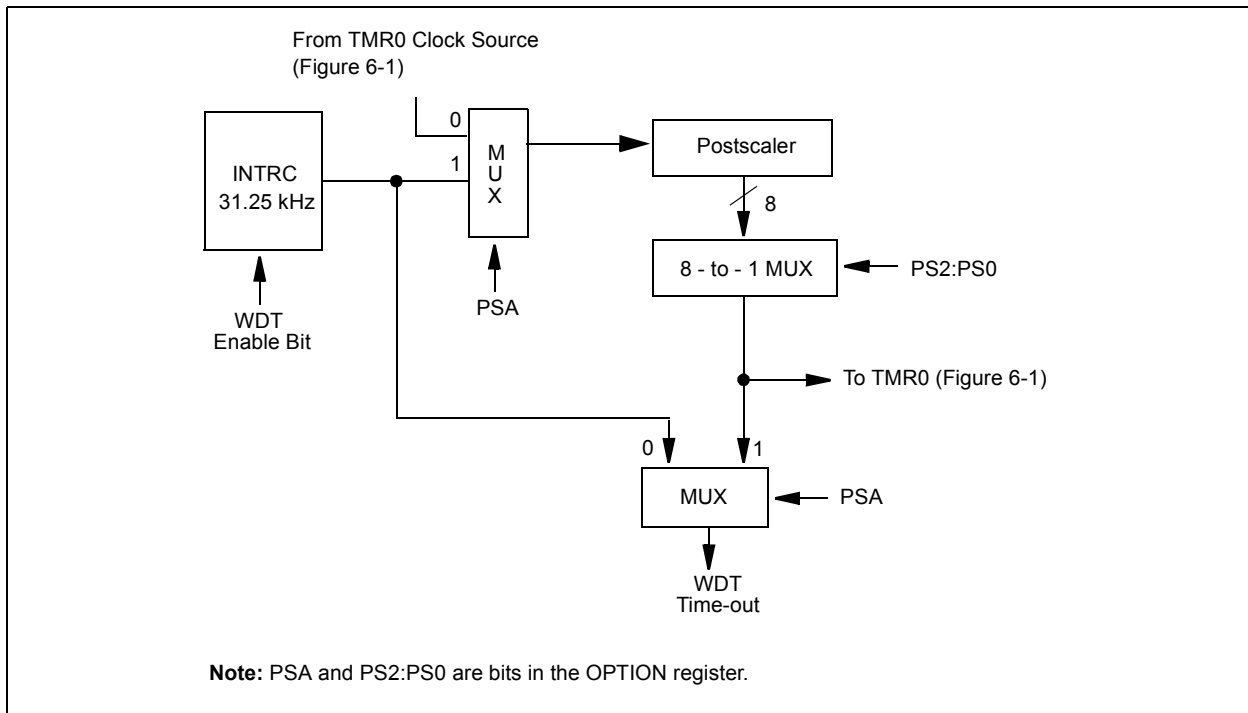 From TMR0 Clock Source
(Figure 6-1)
0
1
M
U
X
INTRC
31.25 kHz
Postscaler
8
8 - to - 1 MUX
PS2:PS0
PSA
WDT
Enable Bit
To TMR0 (Figure 6-1)
0
1
MUX
PSA
WDT
Time-out
Note: PSA and PS2:PS0 are bits in the OPTION register.